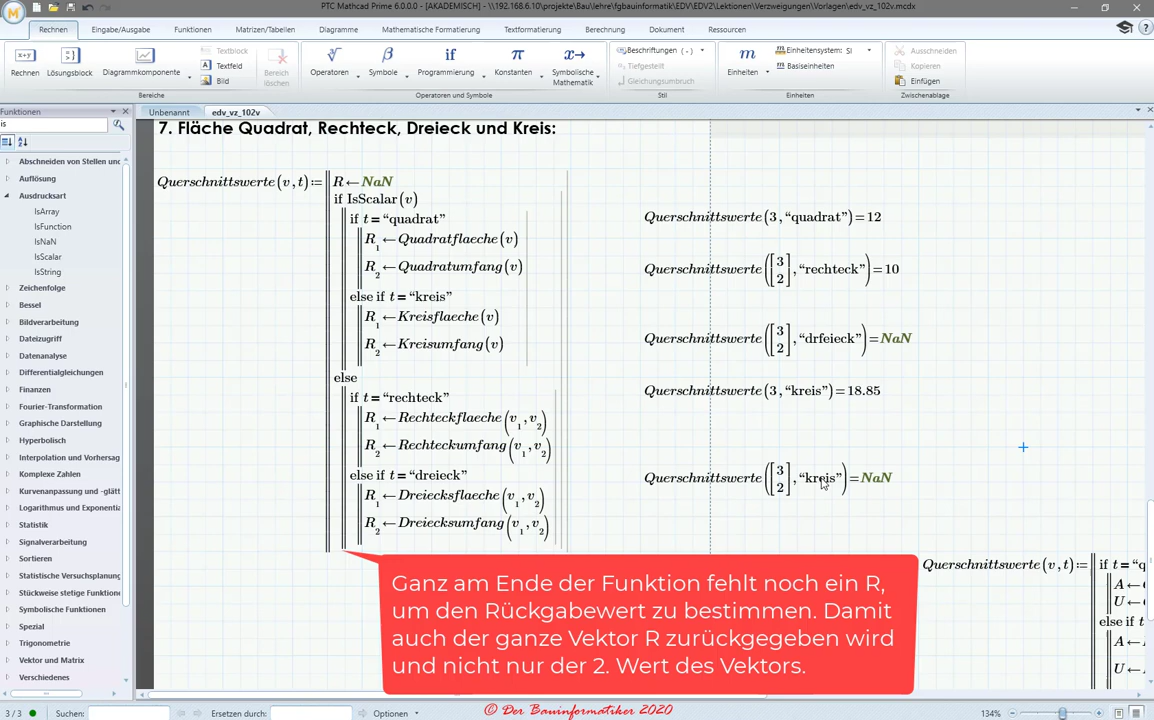 PTC Mathcad Prime 6.0.0.0 - [AKADEMISCH] - \\192.168.6.10\projekte\Bau\lehre\fgbauinformatik\EDV\EDV2\Lektionen\Verzweigungen\Vorlagen\edv_vz_102v.mcdx
Rechnen Eingabe/Ausgabe Funktionen Matrizen/Tabellen Diagramme Mathematische Formatierung Textformatierung Berechnung Dokument Ressourcen
Rechnen Lösungsblock Diagrammkomponente Textblock Textfeld Bild Bereich löschen
Operatoren Symbole Programmierung Konstanten Symbolische Mathematik
Beschriftungen ( - ) Tiefgestellt Gleichungsumbruch
Einheiten Einheitensystem: SI Basiseinheiten
Ausschneiden Kopieren Einfügen
Bereiche Operatoren und Symbole Stil Einheiten Zwischenablage
Funktionen
Unbenannt edv_vz_102v
is
Abschneiden von Stellen und
Auflösung
Ausdrucksart
IsArray
IsFunction
IsNaN
IsScalar
IsString
Zeichenfolge
Bessel
Bildverarbeitung
Dateizugriff
Datenanalyse
Differentialgleichungen
Finanzen
Fourier-Transformation
Graphische Darstellung
Hyperbolisch
Interpolation und Vorhersag
Komplexe Zahlen
Kurvenanpassung und -glätt
Logarithmus und Exponentia
Statistik
Signalverarbeitung
Sortieren
Statistische Versuchsplanung
Stückweise stetige Funktionen
Symbolische Funktionen
Spezial
Trigonometrie
Vektor und Matrix
Verschiedenes
7. Fläche Quadrat, Rechteck, Dreieck und Kreis:
Querschnittswerte (v, t) :=
R ← NaN
if IsScalar (v)
if t = “quadrat”
R1 ← Quadratflaeche (v)
R2 ← Quadratumfang (v)
else if t = “kreis”
R1 ← Kreisflaeche (v)
R2 ← Kreisumfang (v)
else
if t = “rechteck”
R1 ← Rechteckflaeche (v1, v2)
R2 ← Rechteckumfang (v1, v2)
else if t = “dreieck”
R1 ← Dreiecksflaeche (v1, v2)
R2 ← Dreiecksumfang (v1, v2)
Querschnittswerte (3, “quadrat”) = 12
Querschnittswerte ([3 2], “rechteck”) = 10
Querschnittswerte ([3 2], “drfeieck”) = NaN
Querschnittswerte (3, “kreis”) = 18.85
Querschnittswerte ([3 2], “kreis”) = NaN
Querschnittswerte (v, t) :=
if t = “q
A ←
U ←
else if t
A ←
U ←
Ganz am Ende der Funktion fehlt noch ein R,
um den Rückgabewert zu bestimmen. Damit
auch der ganze Vektor R zurückgegeben wird
und nicht nur der 2. Wert des Vektors.
3 / 3 Suchen: Ersetzen durch: Optionen 134%
© Der Bauinformatiker 2020